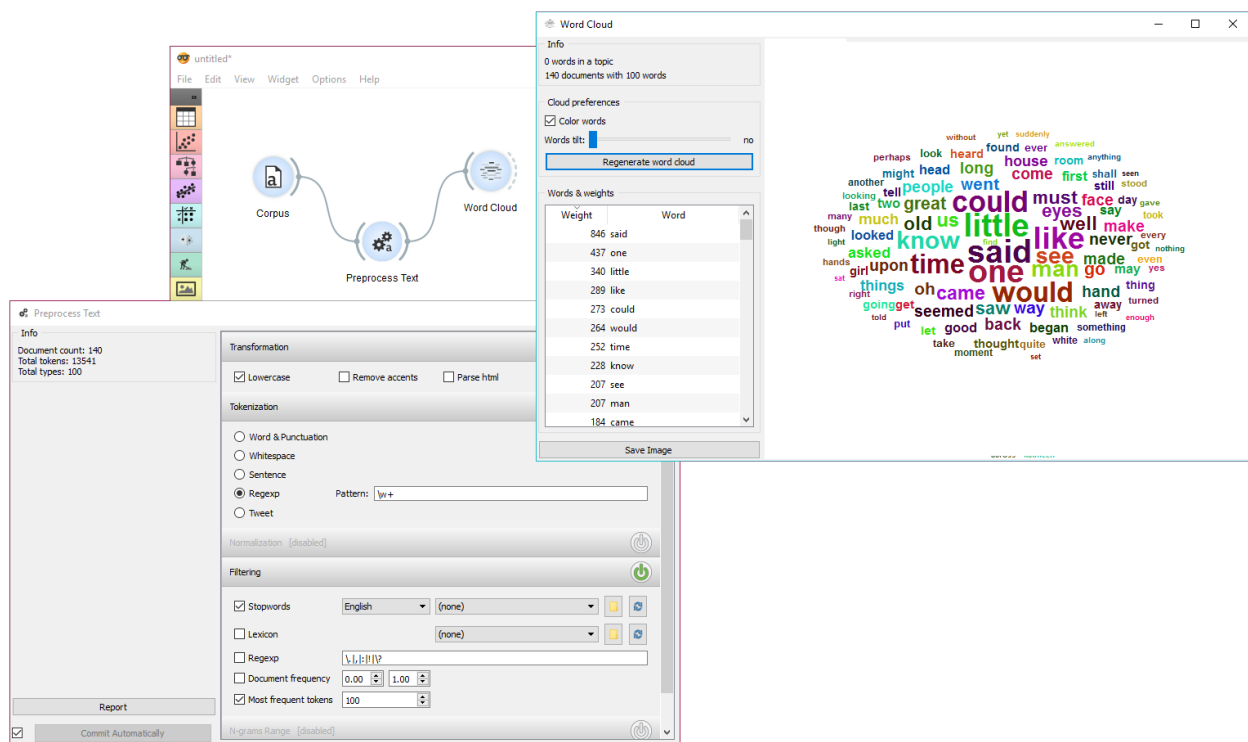 Word Cloud
Info
0 words in a topic
140 documents with 100 words
Cloud preferences
Color words
Words tilt: no
Regenerate word cloud
Words & weights
Weight Word
846 said
437 one
340 little
289 like
273 could
264 would
252 time
228 know
207 see
207 man
184 came
Save Image
without yet suddenly
perhaps look heard found ever answered
might head long house room anything
another tell people went come first shall seen
looking last two great could must face still stood
many much old us little eyes say day gave
though looked know said like well make took
light asked find see never got every nothing
hands girl upon time one man go made may even yes
sat things oh came would hand thing
right going get seemed saw way think away turned
told put let good back began something left enough
take thought quite white along
moment set
untitled*
File Edit View Widget Options Help
Corpus
Preprocess Text
Word Cloud
Preprocess Text
Info
Document count: 140
Total tokens: 13541
Total types: 100
Transformation
Lowercase Remove accents Parse html
Tokenization
Word & Punctuation
Whitespace
Sentence
Regexp Pattern: \w+
Tweet
Normalization [disabled]
Filtering
Stopwords English (none)
Lexicon (none)
Regexp \.|,|:|!|\?
Document frequency 0.00 1.00
Most frequent tokens 100
N-grams Range [disabled]
Report
Commit Automatically